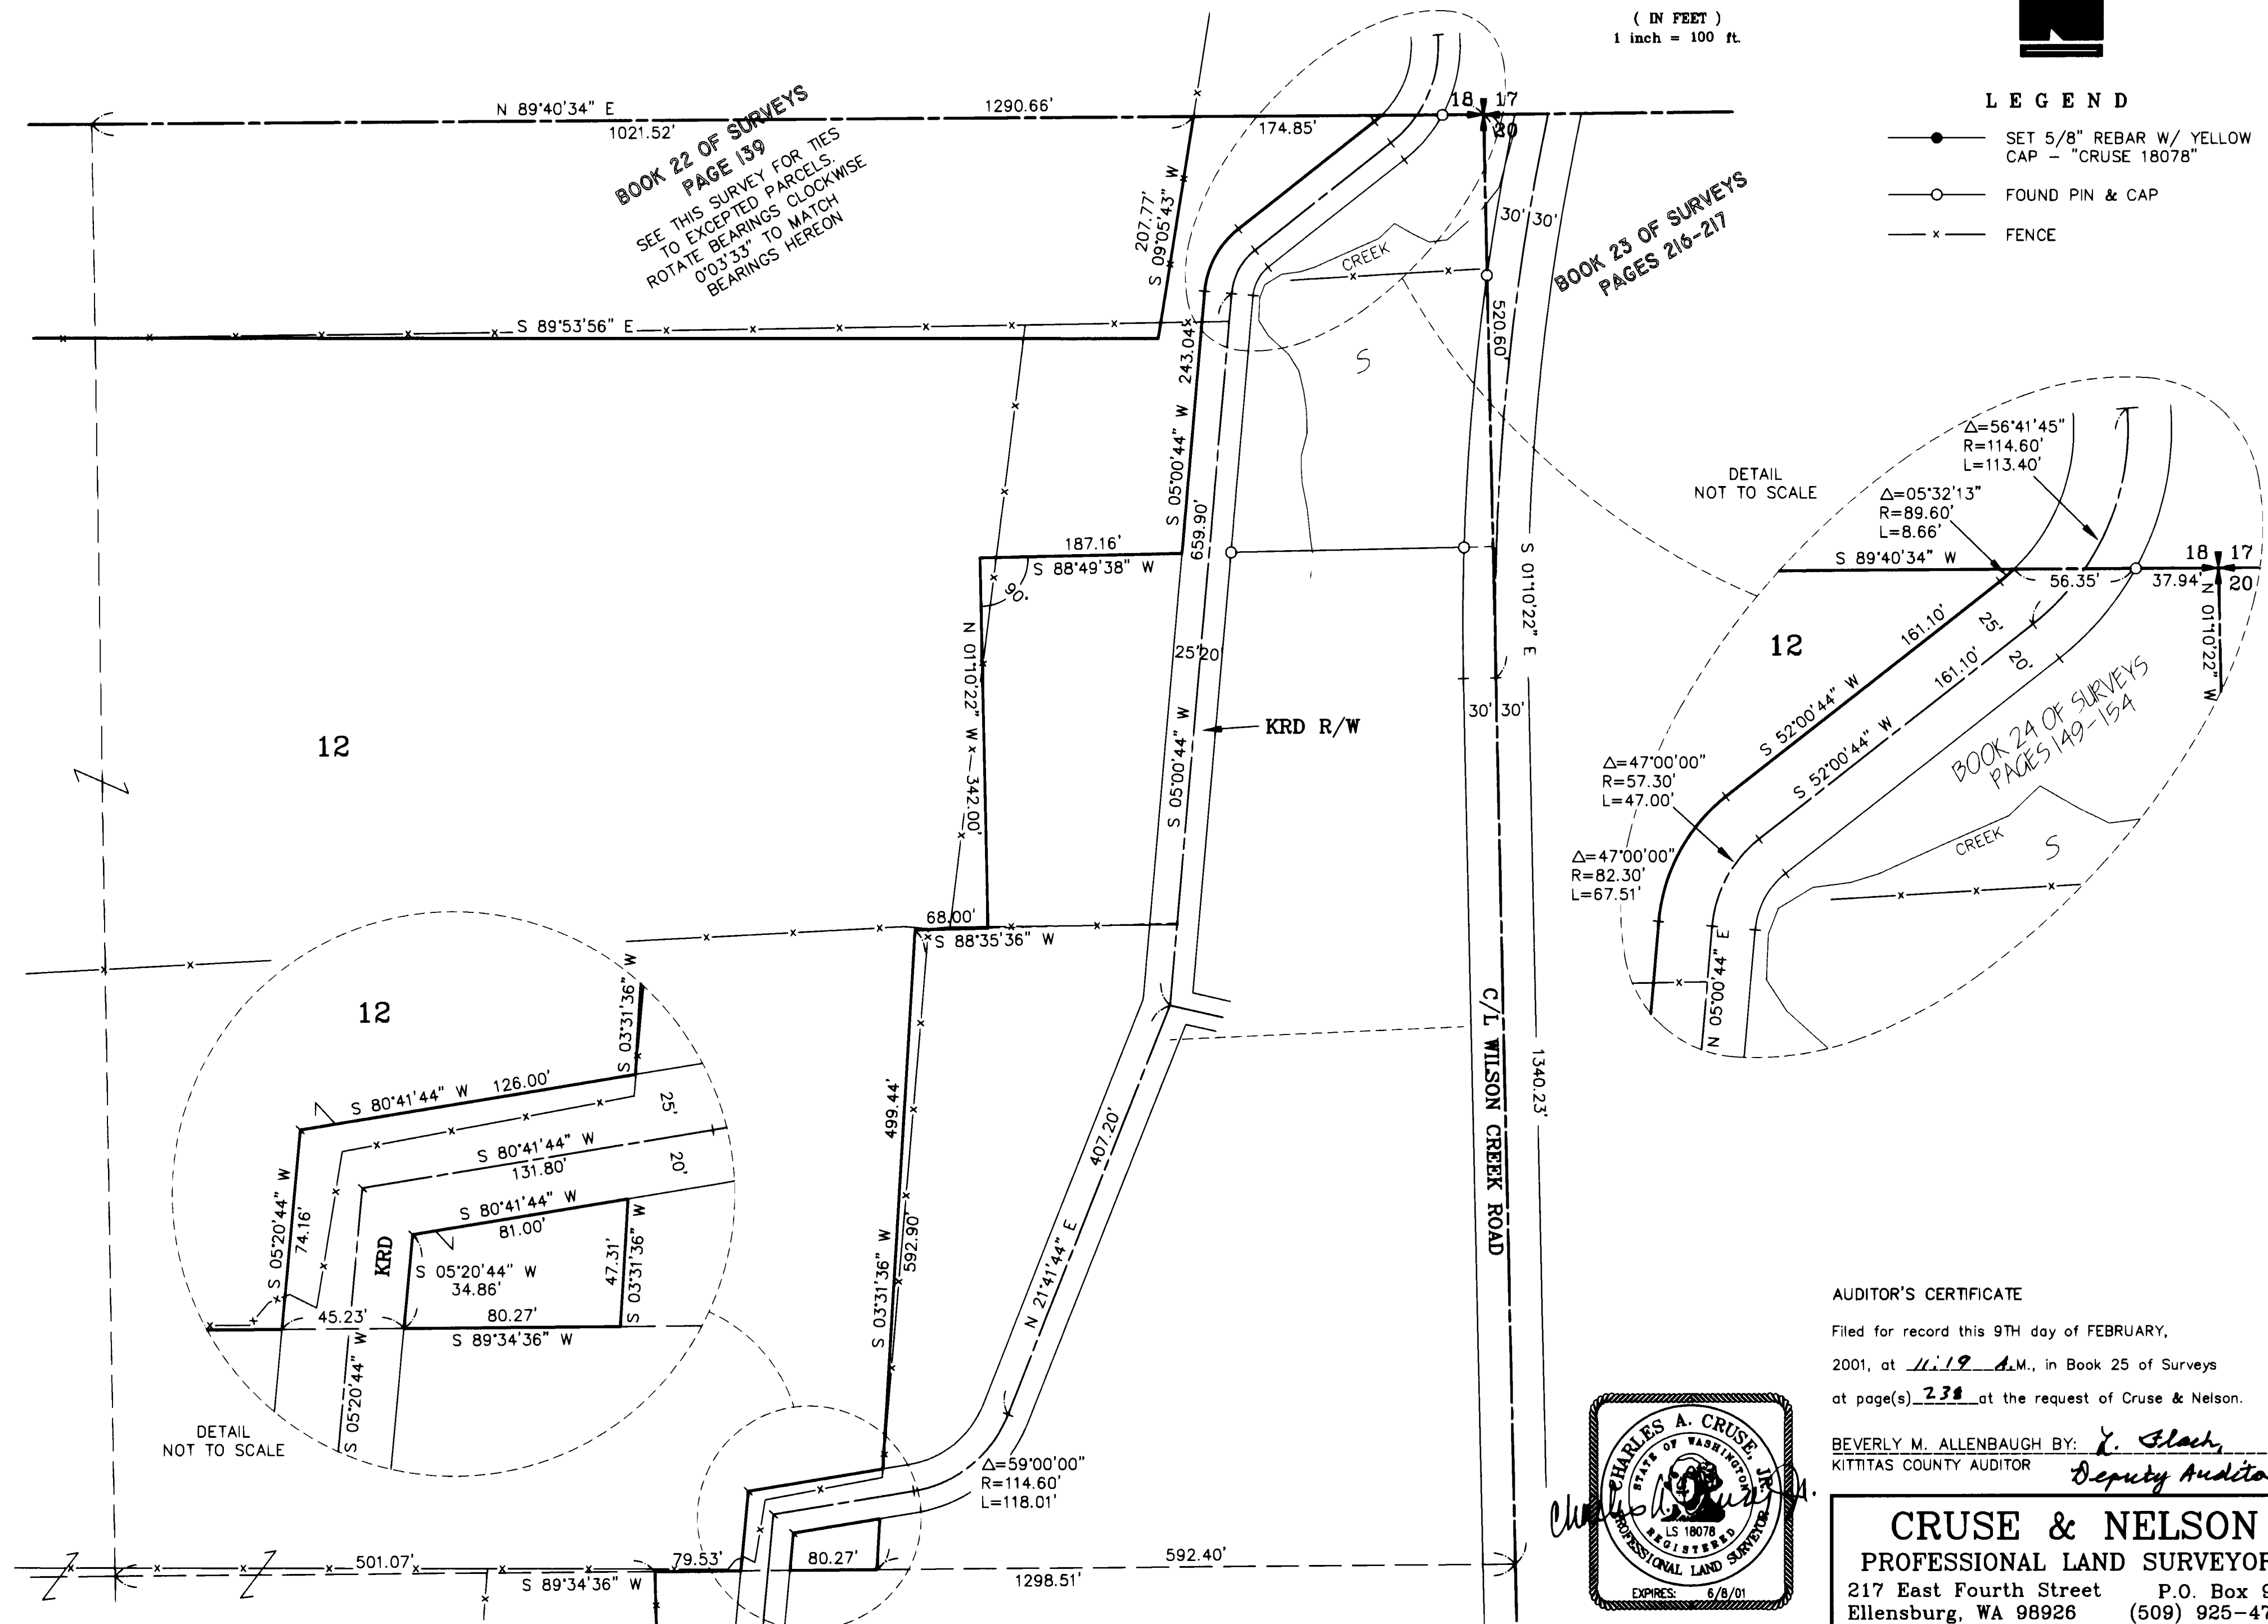 ( IN FEET )
1 inch = 100 ft.
LEGEND
SET 5/8" REBAR W/ YELLOW
CAP – "CRUSE 18078"
FOUND PIN & CAP
x FENCE
N 89°40'34" E
1290.66'
1021.52'
174.85'
18 17
20
BOOK 22 OF SURVEYS
PAGE 139
SEE THIS SURVEY FOR TIES
TO EXCEPTED PARCELS.
ROTATE BEARINGS CLOCKWISE
0°03'33" TO MATCH
BEARINGS HEREON
207.77'
S 09°05'43" W
30' 30'
CREEK
BOOK 23 OF SURVEYS
PAGES 216-217
S 89°53'56" E
243.04'
S 05°00'44" W
520.60'
S
187.16'
S 88°49'38" W
90°
659.90'
S 01°10'22" E
N 01°10'22" W
342.00'
25' 20'
S 05°00'44" W
KRD R/W
30' 30'
12
68.00'
S 88°35'36" W
C/L WILSON CREEK ROAD
1340.23'
499.44'
592.90'
S 03°31'36" W
407.20'
N 21°41'44" E
Δ=59°00'00"
R=114.60'
L=118.01'
501.07'
S 89°34'36" W
79.53'
80.27'
1298.51'
592.40'
DETAIL
NOT TO SCALE
Δ=56°41'45"
R=114.60'
L=113.40'
Δ=05°32'13"
R=89.60'
L=8.66'
S 89°40'34" W
18 17
20
56.35'
37.94'
N 01°10'22" W
12
161.10'
S 52°00'44" W
25'
20'
161.10'
S 52°00'44" W
BOOK 24 OF SURVEYS
PAGES 149-154
Δ=47°00'00"
R=57.30'
L=47.00'
Δ=47°00'00"
R=82.30'
L=67.51'
CREEK
S
N 05°00'44" E
12
S 03°31'36" W
S 80°41'44" W
126.00'
25'
S 80°41'44" W
131.80'
20'
S 80°41'44" W
81.00'
S 05°20'44" W
74.16'
KRD
S 05°20'44" W
34.86'
47.31'
S 03°31'36" W
45.23'
80.27'
S 89°34'36" W
S 05°20'44" W
DETAIL
NOT TO SCALE
AUDITOR'S CERTIFICATE
Filed for record this 9TH day of FEBRUARY,
2001, at 11:19 A.M., in Book 25 of Surveys
at page(s) 238 at the request of Cruse & Nelson.
BEVERLY M. ALLENBAUGH BY:
KITTITAS COUNTY AUDITOR
Deputy Audito
CHARLES A. CRUSE, JR.
STATE OF WASHINGTON
LS 18078
REGISTERED
PROFESSIONAL LAND SURVEYOR
EXPIRES: 6/8/01
CRUSE & NELSON
PROFESSIONAL LAND SURVEYOR
217 East Fourth Street P.O. Box 9
Ellensburg, WA 98926 (509) 925-47